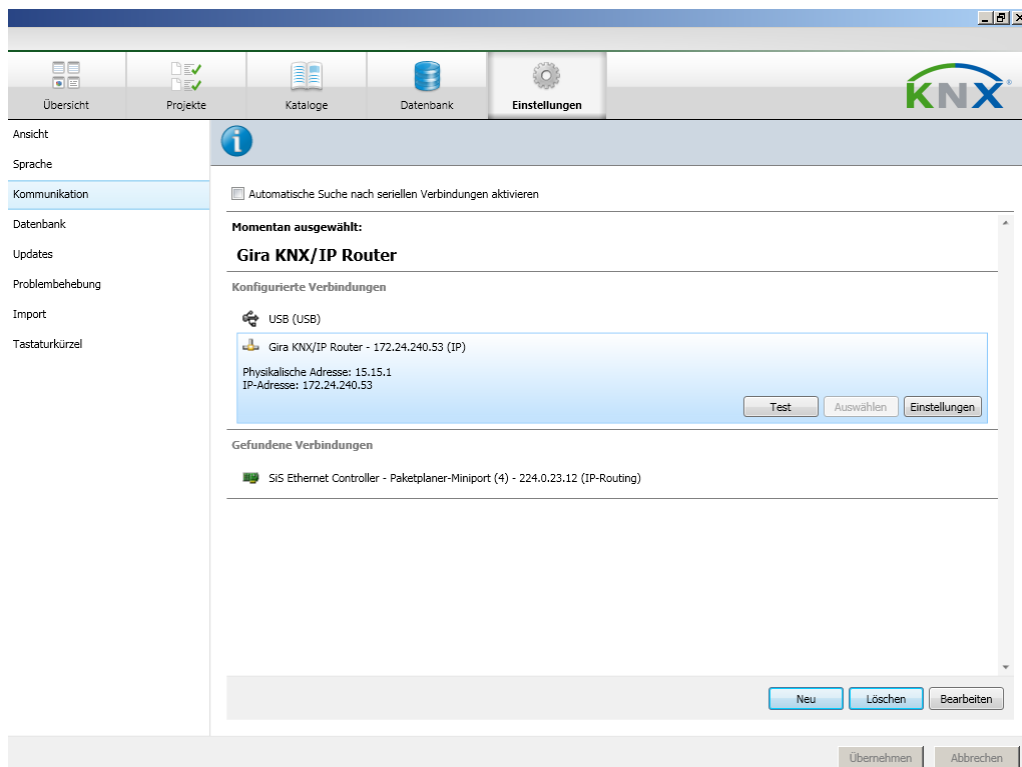 Übersicht
Projekte
Kataloge
Datenbank
Einstellungen
KNX
Ansicht
Sprache
Kommunikation
Datenbank
Updates
Problembehebung
Import
Tastaturkürzel
Automatische Suche nach seriellen Verbindungen aktivieren
Momentan ausgewählt:
Gira KNX/IP Router
Konfigurierte Verbindungen
USB (USB)
Gira KNX/IP Router - 172.24.240.53 (IP)
Physikalische Adresse: 15.15.1
IP-Adresse: 172.24.240.53
Test
Auswählen
Einstellungen
Gefundene Verbindungen
SiS Ethernet Controller - Paketplaner-Miniport (4) - 224.0.23.12 (IP-Routing)
Neu
Löschen
Bearbeiten
Übernehmen
Abbrechen